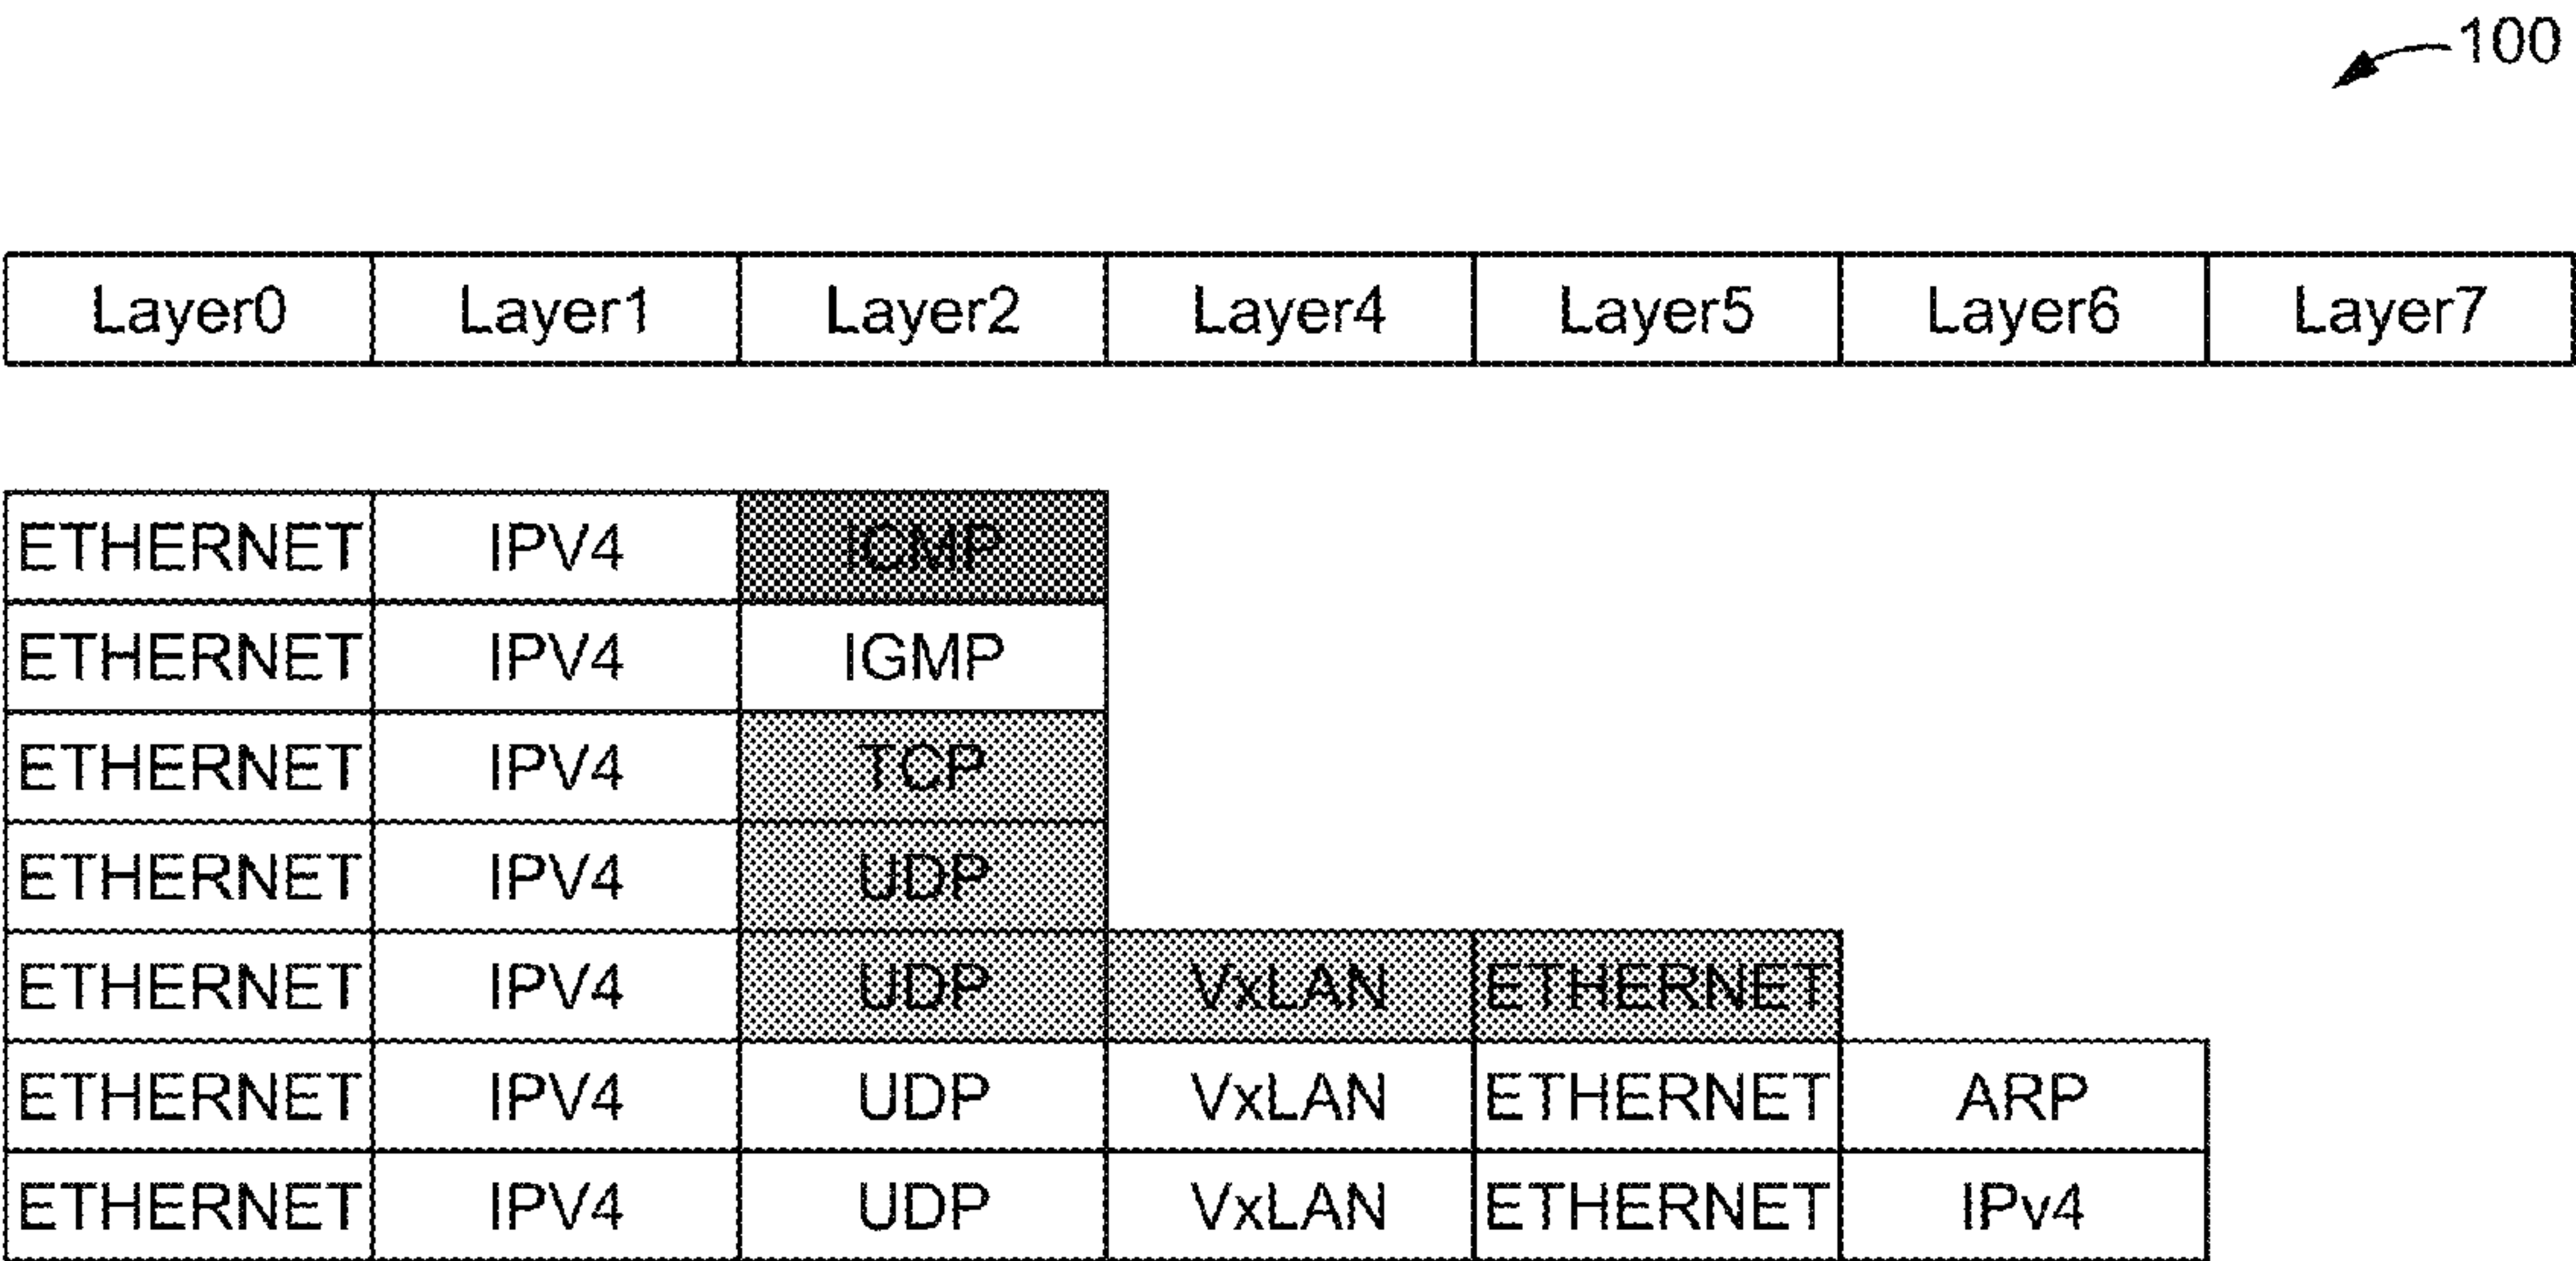 100
Layer0 Layer1 Layer2 Layer4 Layer5 Layer6 Layer7
ETHERNET IPV4 ICMP
ETHERNET IPV4 IGMP
ETHERNET IPV4 TCP
ETHERNET IPV4 UDP
ETHERNET IPV4 UDP VxLAN ETHERNET
ETHERNET IPV4 UDP VxLAN ETHERNET ARP
ETHERNET IPV4 UDP VxLAN ETHERNET IPv4